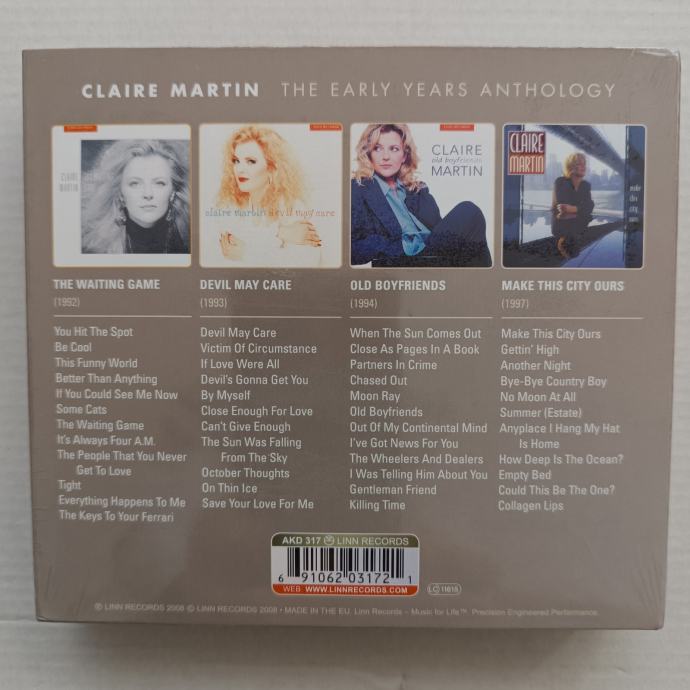 CLAIRE MARTIN THE EARLY YEARS ANTHOLOGY
CLAIRE
MARTIN
claire martin devil may care
CLAIRE
old boyfriends
MARTIN
CLAIRE
MARTIN
make
this
city
ours
THE WAITING GAME
(1992)
You Hit The Spot
Be Cool
This Funny World
Better Than Anything
If You Could See Me Now
Some Cats
The Waiting Game
It's Always Four A.M.
The People That You Never
Get To Love
Tight
Everything Happens To Me
The Keys To Your Ferrari
DEVIL MAY CARE
(1993)
Devil May Care
Victim Of Circumstance
If Love Were All
Devil's Gonna Get You
By Myself
Close Enough For Love
Can't Give Enough
The Sun Was Falling
From The Sky
October Thoughts
On Thin Ice
Save Your Love For Me
OLD BOYFRIENDS
(1994)
When The Sun Comes Out
Close As Pages In A Book
Partners In Crime
Chased Out
Moon Ray
Old Boyfriends
Out Of My Continental Mind
I've Got News For You
The Wheelers And Dealers
I Was Telling Him About You
Gentleman Friend
Killing Time
MAKE THIS CITY OURS
(1997)
Make This City Ours
Gettin' High
Another Night
Bye-Bye Country Boy
No Moon At All
Summer (Estate)
Anyplace I Hang My Hat
Is Home
How Deep Is The Ocean?
Empty Bed
Could This Be The One?
Collagen Lips
AKD 317 LINN RECORDS
6 91062 03172 1
WEB WWW.LINNRECORDS.COM
LC 11615
℗ LINN RECORDS 2008 © LINN RECORDS 2008 • MADE IN THE EU. Linn Records – Music for Life™. Precision Engineered Performance.